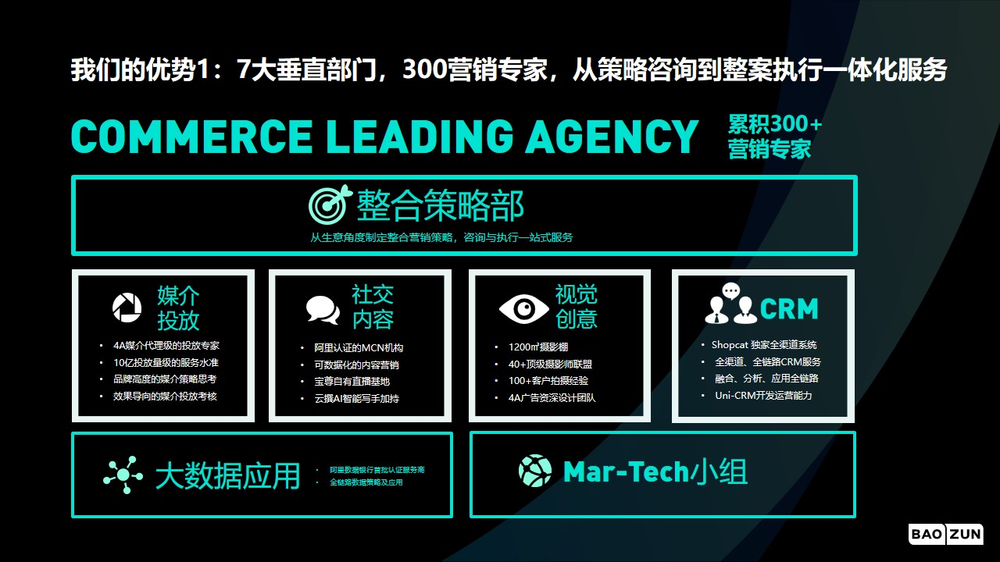 我们的优势1：7大垂直部门，300营销专家，从策略咨询到整案执行一体化服务
COMMERCE LEADING AGENCY
累积300+
营销专家
整合策略部
从生意角度制定整合营销策略，咨询与执行一站式服务
媒介
投放
• 4A媒介代理级的投放专家
• 10亿投放量级的服务水准
• 品牌高度的媒介策略思考
• 效果导向的媒介投放考核
社交
内容
• 阿里认证的MCN机构
• 可数据化的内容营销
• 宝尊自有直播基地
• 云撰AI智能写手加持
视觉
创意
• 1200㎡摄影棚
• 40+顶级摄影师联盟
• 100+客户拍摄经验
• 4A广告资深设计团队
CRM
• Shopcat 独家全渠道系统
• 全渠道、全链路CRM服务
• 融合、分析、应用全链路
• Uni-CRM开发运营能力
大数据应用
• 阿里数据银行首批认证服务商
• 全链路数据策略及应用
Mar-Tech小组
BAO ZUN